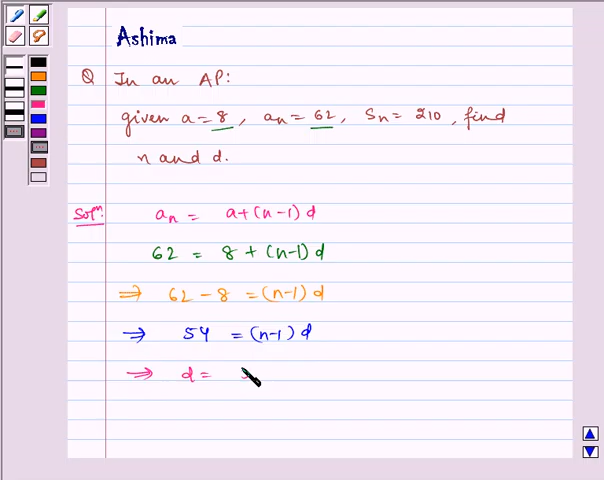 Ashima
Q In an AP:
given a = 8, aₙ = 62, Sₙ = 210, find
n and d.
Solⁿ: aₙ = a + (n-1) d
62 = 8 + (n-1) d
⇒ 62 - 8 = (n-1) d
⇒ 54 = (n-1) d
⇒ d =